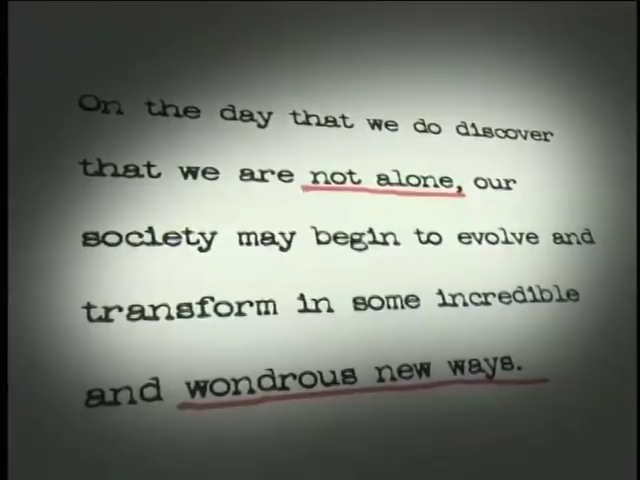 On the day that we do discover
that we are not alone, our
society may begin to evolve and
transform in some incredible
and wondrous new ways.